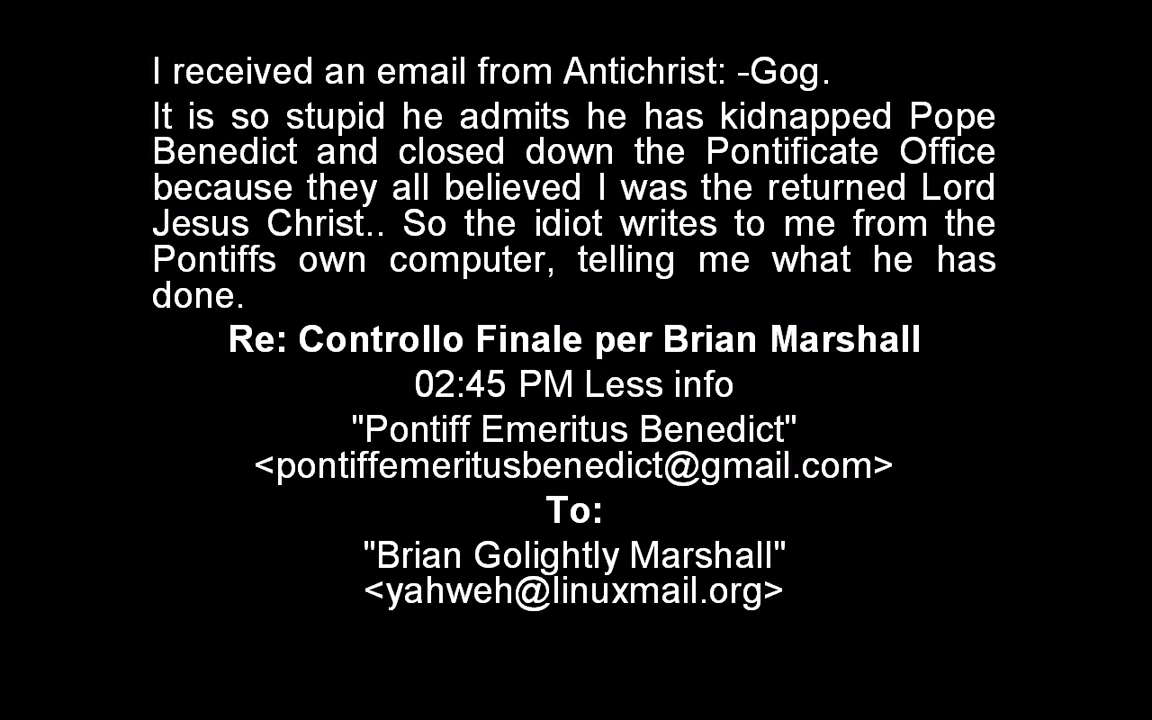 I received an email from Antichrist: -Gog.
It is so stupid he admits he has kidnapped Pope
Benedict and closed down the Pontificate Office
because they all believed I was the returned Lord
Jesus Christ.. So the idiot writes to me from the
Pontiffs own computer, telling me what he has
done.
Re: Controllo Finale per Brian Marshall
02:45 PM Less info
"Pontiff Emeritus Benedict"
<pontiffemeritusbenedict@gmail.com>
To:
"Brian Golightly Marshall"
<yahweh@linuxmail.org>